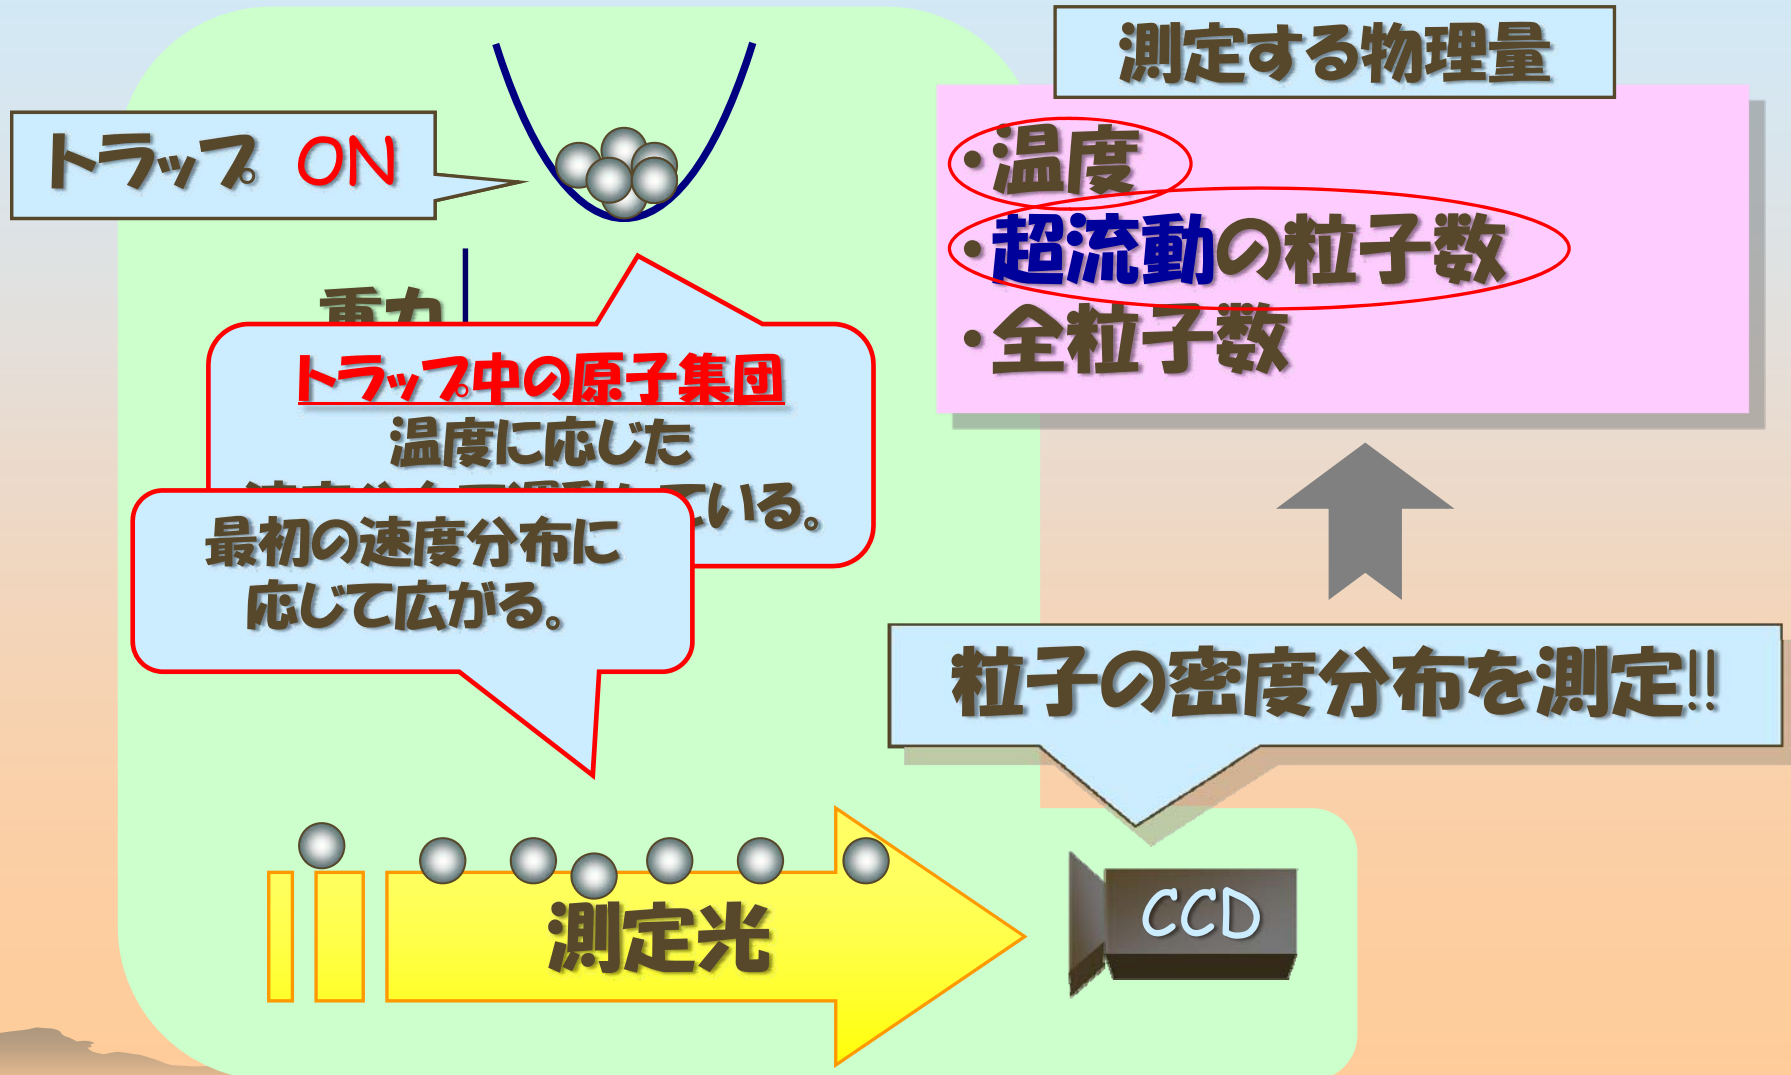 測定する物理量
トラップ ON
・温度
・超流動の粒子数
・全粒子数
重力
トラップ中の原子集団
温度に応じた
ている。
最初の速度分布に
応じて広がる。
粒子の密度分布を測定!!
測定光
CCD